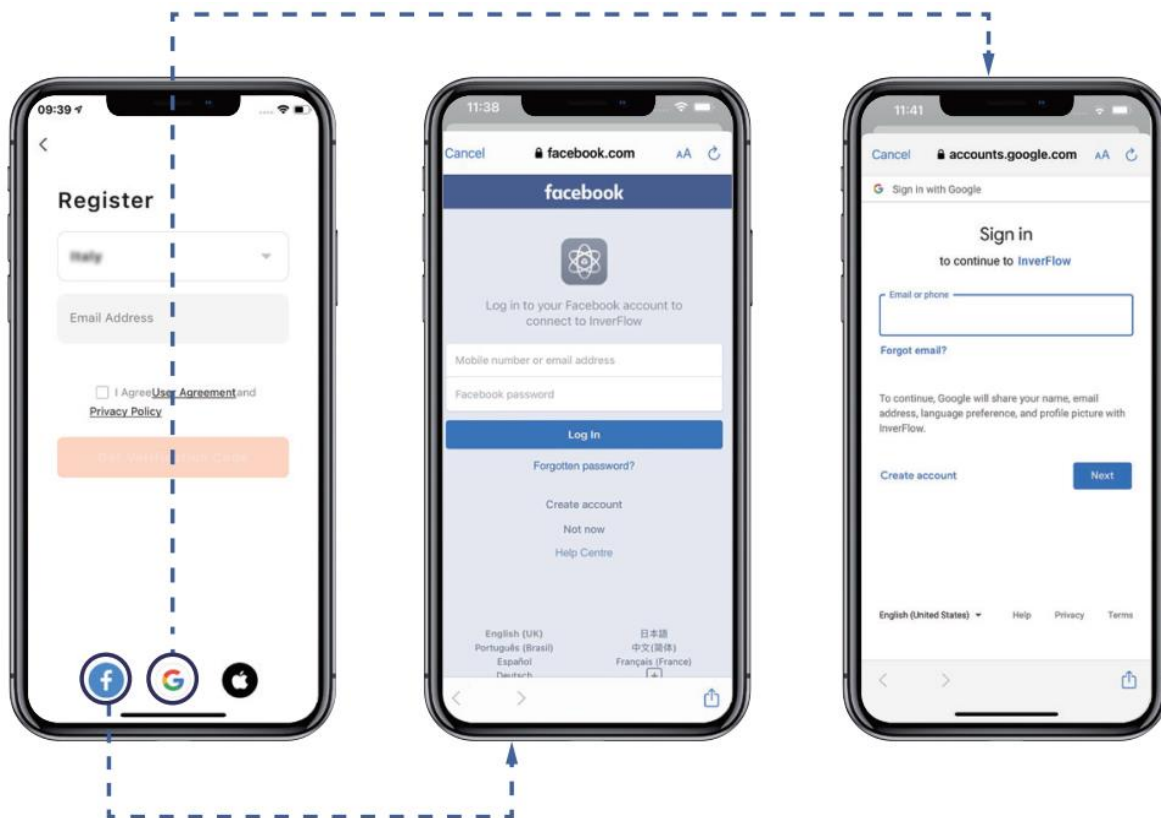 09:39
Register
Italy
Email Address
I AgreeUser Agreementand
Privacy Policy
11:38
Cancel
facebook.com
AA
facebook
Log in to your Facebook account to
connect to InverFlow
Mobile number or email address
Facebook password
Log In
Forgotten password?
Create account
Not now
Help Centre
English (UK)
日本語
Português (Brasil)
中文(简体)
Español
Français (France)
Deutsch
11:41
Cancel
accounts.google.com
AA
Sign in with Google
Sign in
to continue to InverFlow
Email or phone
Forgot email?
To continue, Google will share your name, email
address, language preference, and profile picture with
InverFlow.
Create account
Next
English (United States)
Help
Privacy
Terms